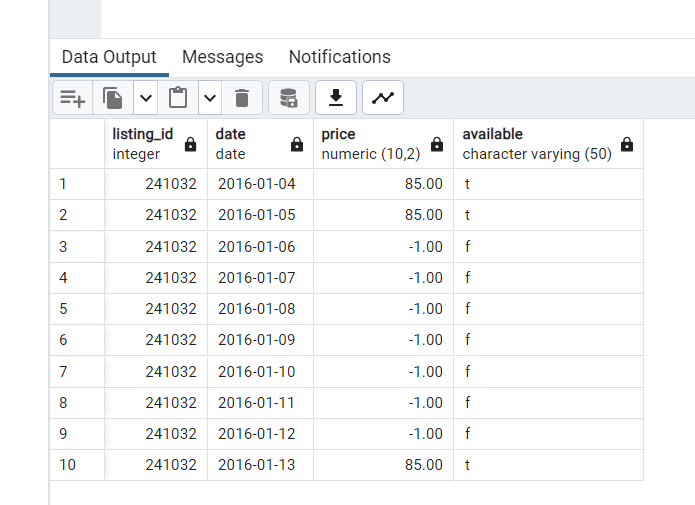 Data Output Messages Notifications
listing_id date price available
integer date numeric (10,2) character varying (50)
1 241032 2016-01-04 85.00 t
2 241032 2016-01-05 85.00 t
3 241032 2016-01-06 -1.00 f
4 241032 2016-01-07 -1.00 f
5 241032 2016-01-08 -1.00 f
6 241032 2016-01-09 -1.00 f
7 241032 2016-01-10 -1.00 f
8 241032 2016-01-11 -1.00 f
9 241032 2016-01-12 -1.00 f
10 241032 2016-01-13 85.00 t